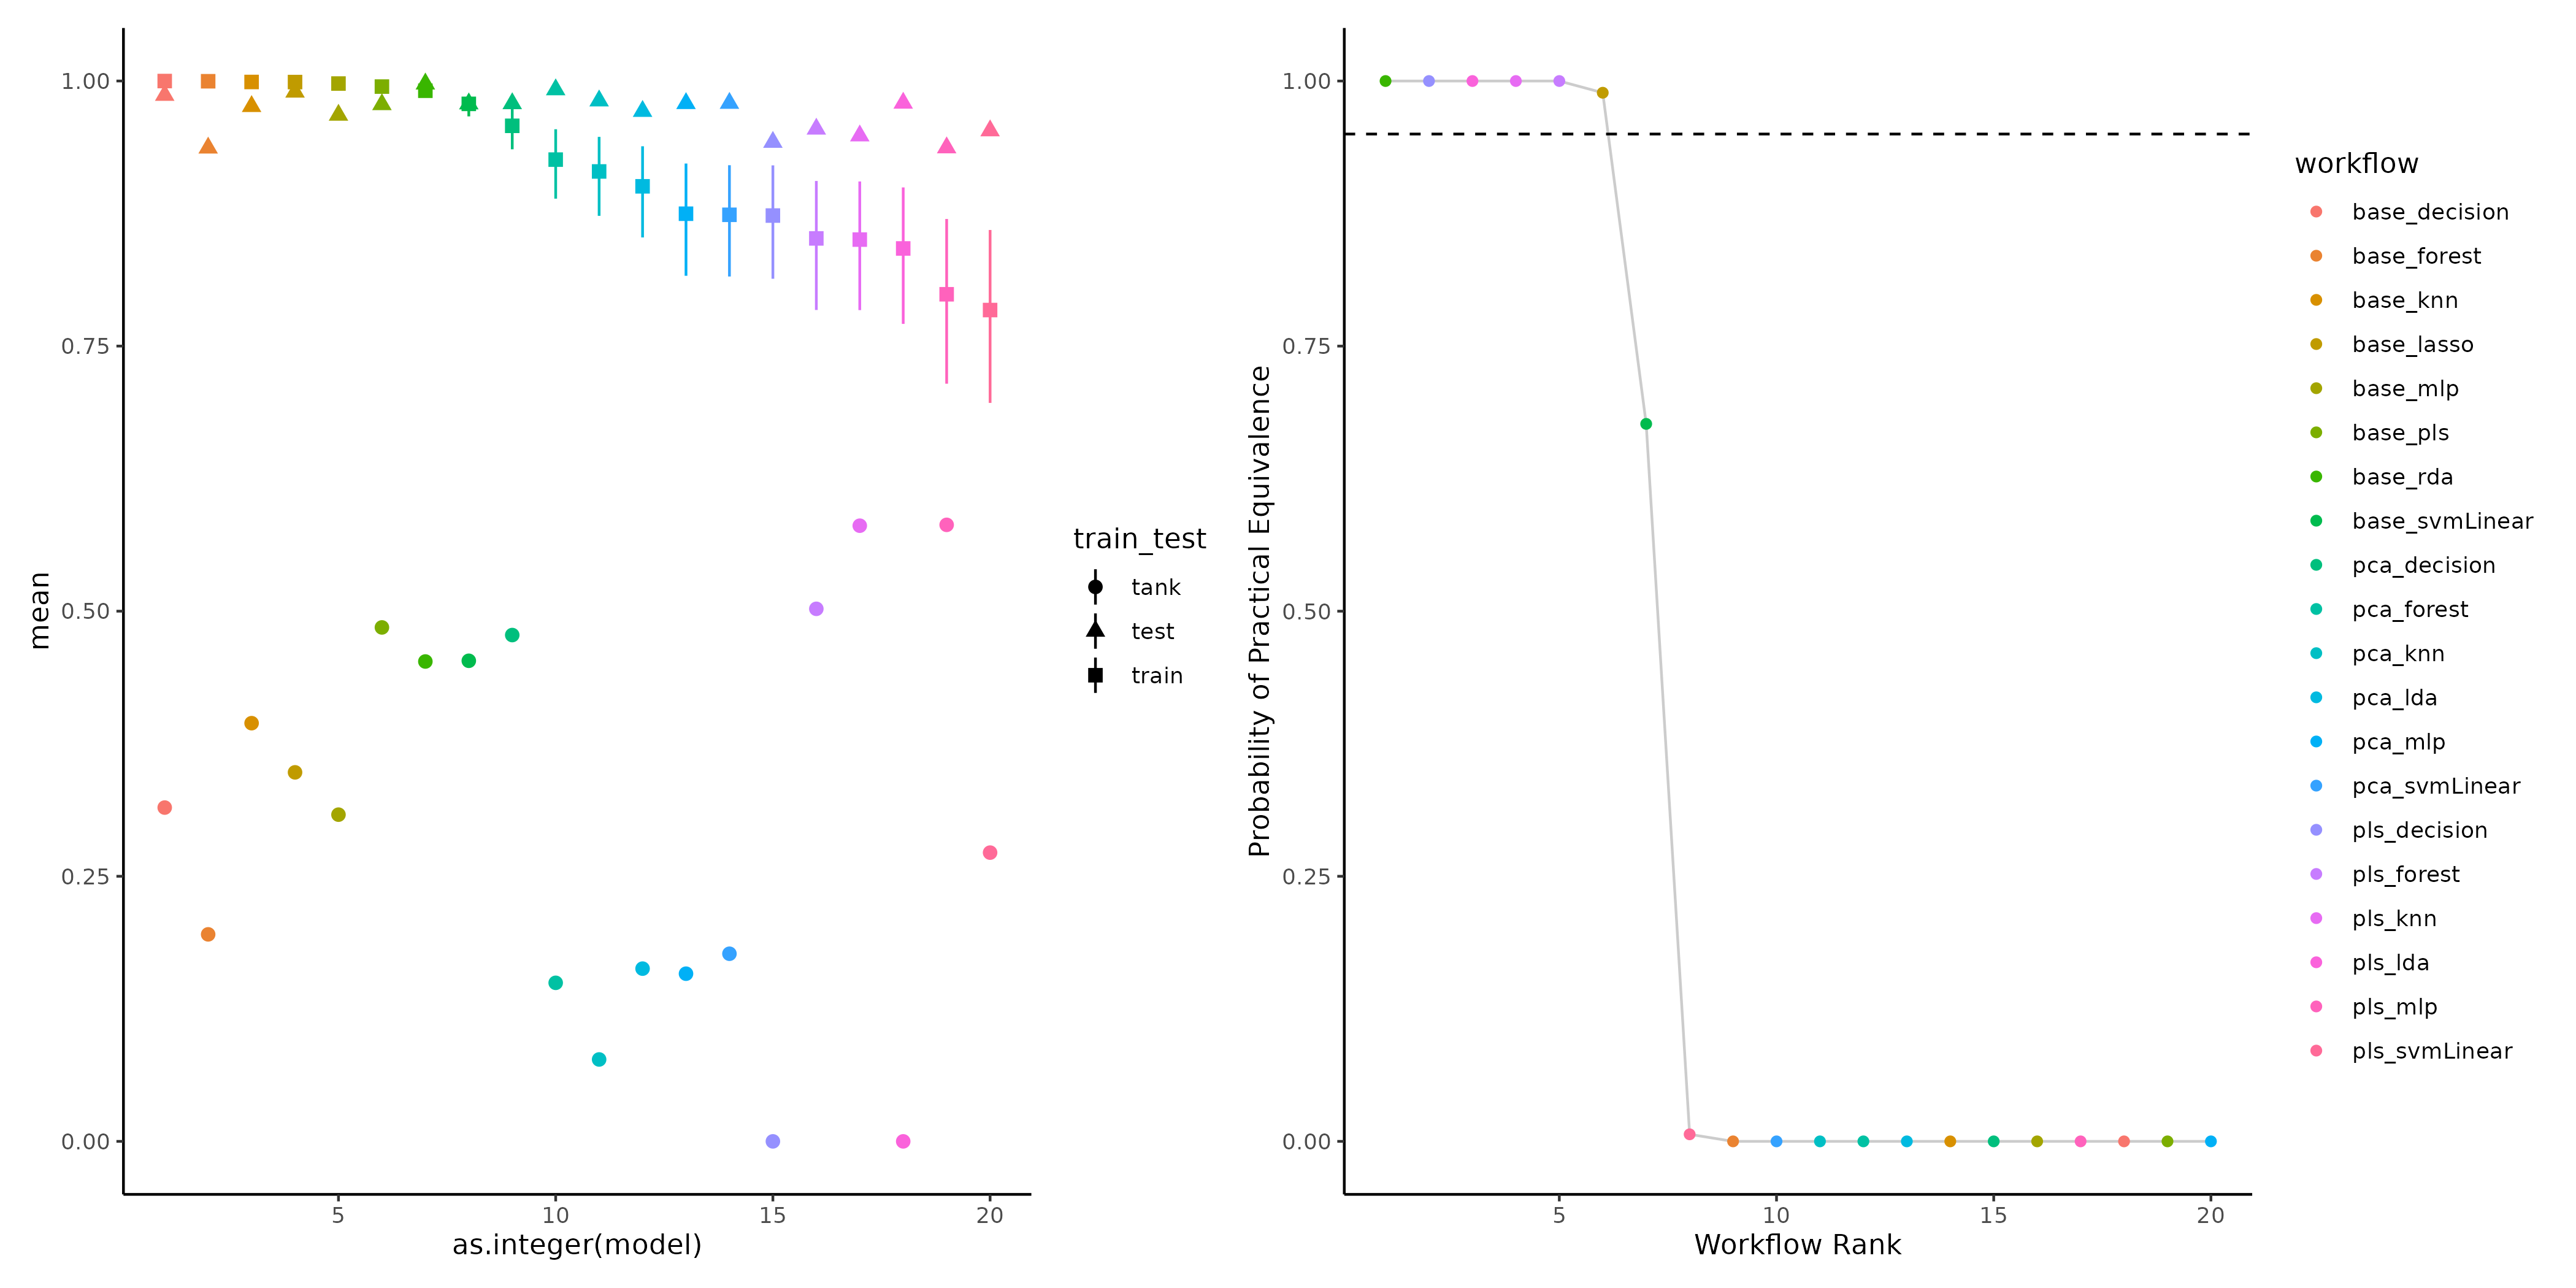 mean
1.00
0.75
0.50
0.25
0.00
5
10
15
20
as.integer(model)
train_test
tank
test
train
Probability of Practical Equivalence
1.00
0.75
0.50
0.25
0.00
5
10
15
20
Workflow Rank
workflow
base_decision
base_forest
base_knn
base_lasso
base_mlp
base_pls
base_rda
base_svmLinear
pca_decision
pca_forest
pca_knn
pca_lda
pca_mlp
pca_svmLinear
pls_decision
pls_forest
pls_knn
pls_lda
pls_mlp
pls_svmLinear